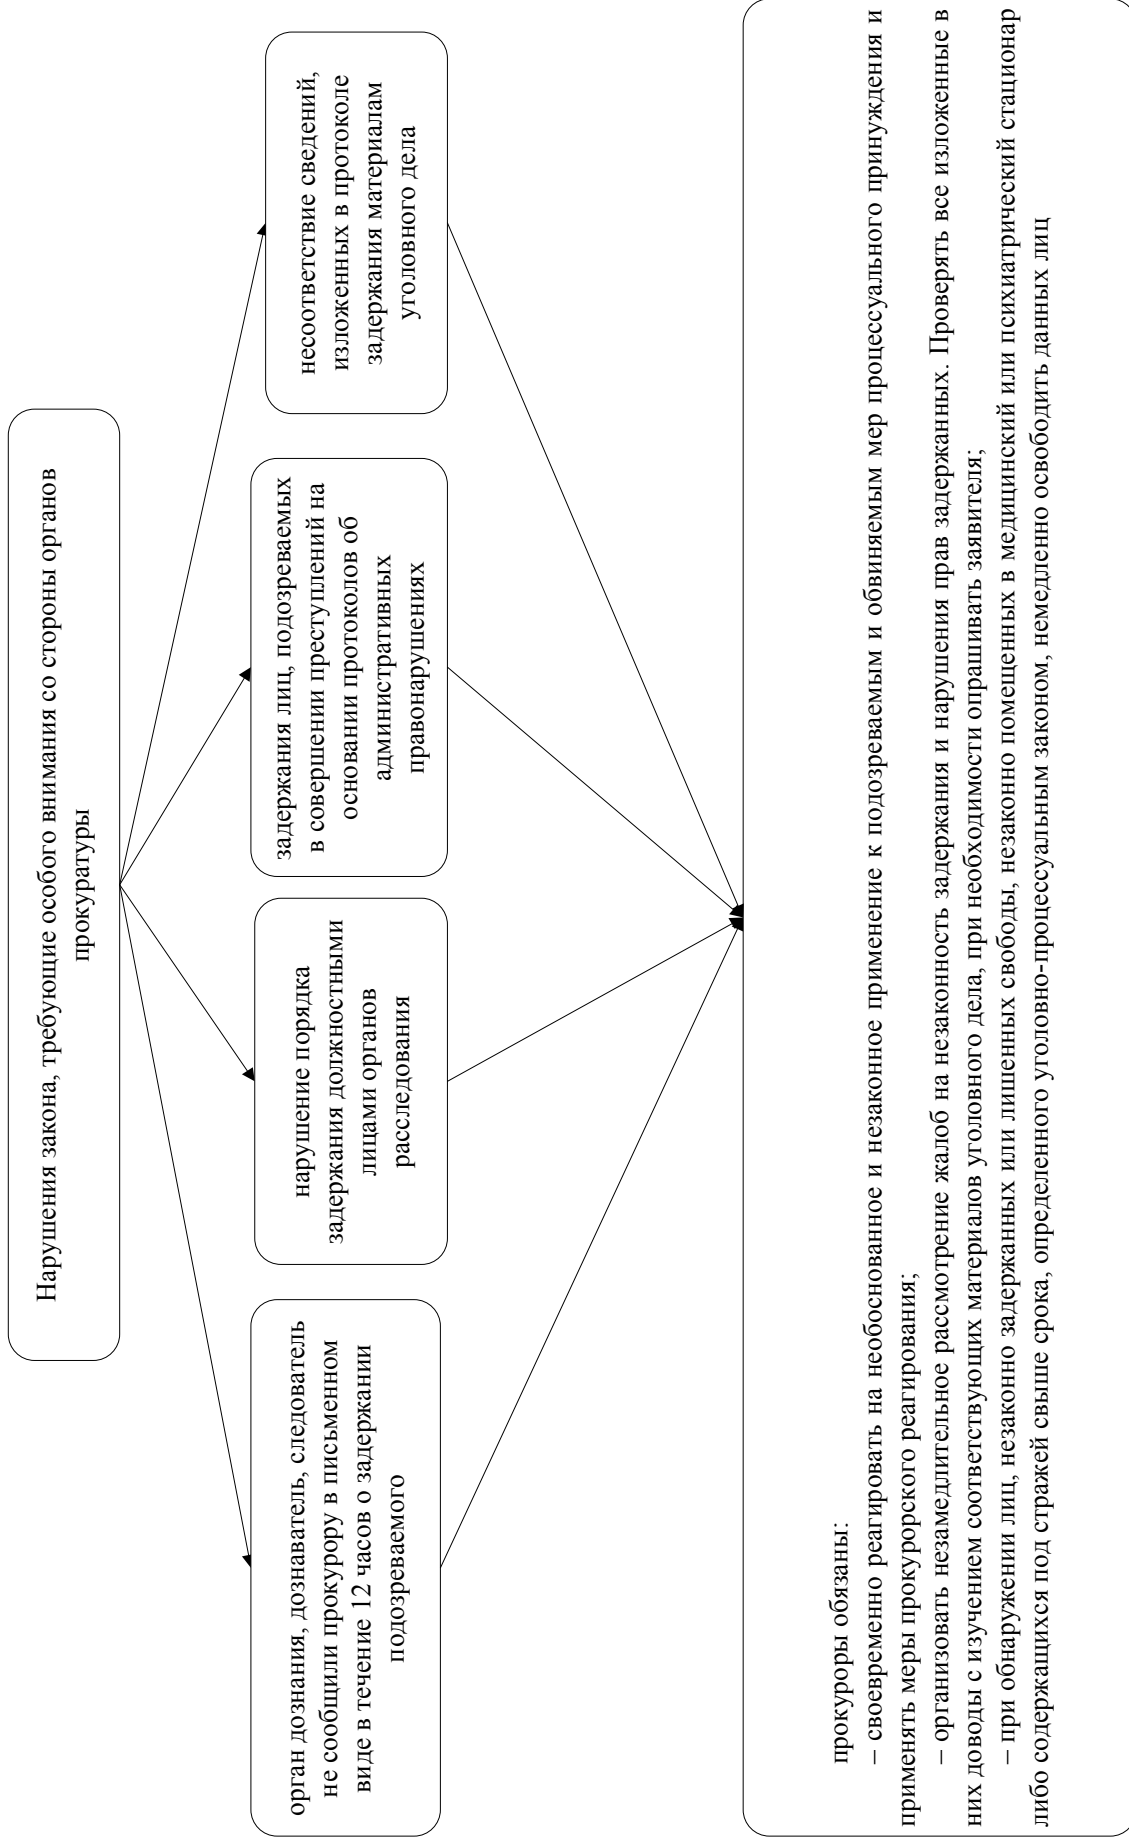 Нарушения закона, требующие особого внимания со стороны органов
прокуратуры
орган дознания, дознаватель, следователь
не сообщили прокурору в письменном
виде в течение 12 часов о задержании
подозреваемого
нарушение порядка
задержания должностными
лицами органов
расследования
задержания лиц, подозреваемых
в совершении преступлений на
основании протоколов об
административных
правонарушениях
несоответствие сведений,
изложенных в протоколе
задержания материалам
уголовного дела
прокуроры обязаны:
– своевременно реагировать на необоснованное и незаконное применение к подозреваемым и обвиняемым мер процессуального принуждения и
применять меры прокурорского реагирования;
– организовать незамедлительное рассмотрение жалоб на незаконность задержания и нарушения прав задержанных. Проверять все изложенные в
них доводы с изучением соответствующих материалов уголовного дела, при необходимости опрашивать заявителя;
– при обнаружении лиц, незаконно задержанных или лишенных свободы, незаконно помещенных в медицинский или психиатрический стационар
либо содержащихся под стражей свыше срока, определенного уголовно-процессуальным законом, немедленно освободить данных лиц